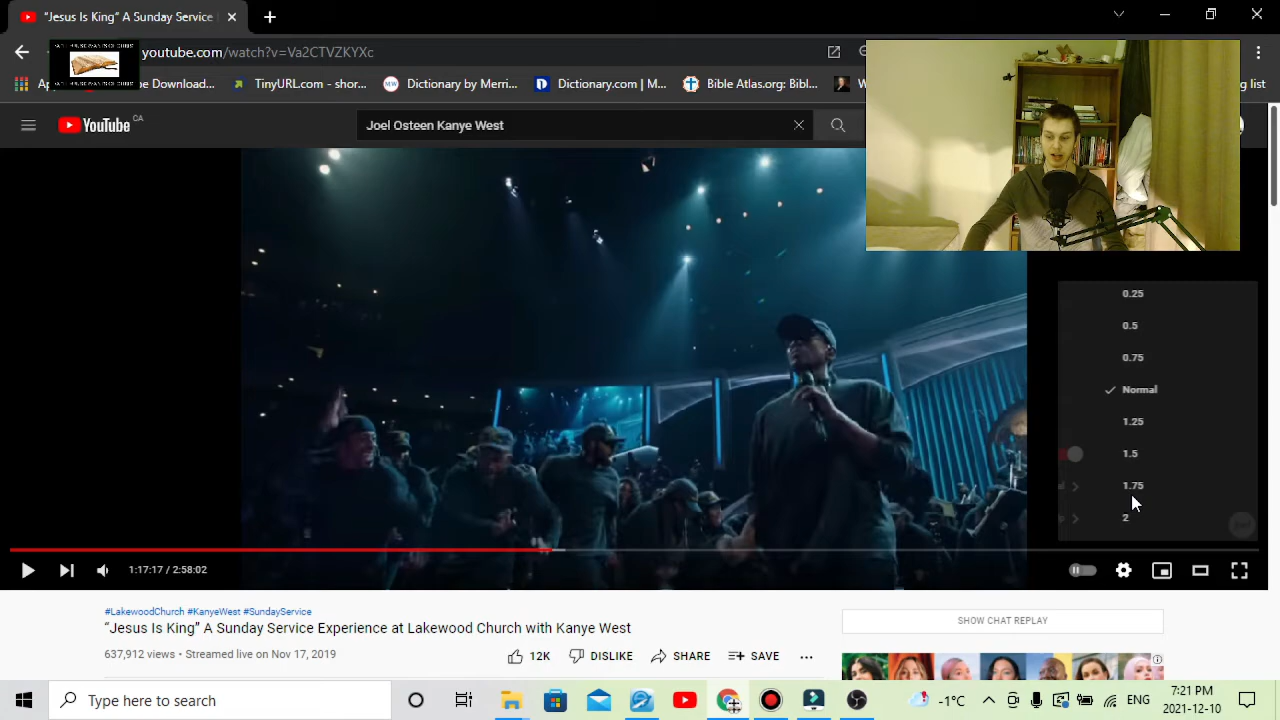 "Jesus Is King" A Sunday Service
youtube.com/watch?v=Va2CTVZKYXc
Ap
e Downloaded...
TinyURL.com - shor...
Dictionary by Merri...
Dictionary.com | M...
Bible Atlas.org: Bibl...
g list
YouTube CA
Joel Osteen Kanye West
0.25
0.5
0.75
Normal
1.25
1.5
1.75
2
1:17:17 / 2:58:02
#LakewoodChurch #KanyeWest #SundayService
SHOW CHAT REPLAY
“Jesus Is King” A Sunday Service Experience at Lakewood Church with Kanye West
637,912 views • Streamed live on Nov 17, 2019
12K
DISLIKE
SHARE
SAVE
Type here to search
-1°C
ENG
7:21 PM
2021-12-10